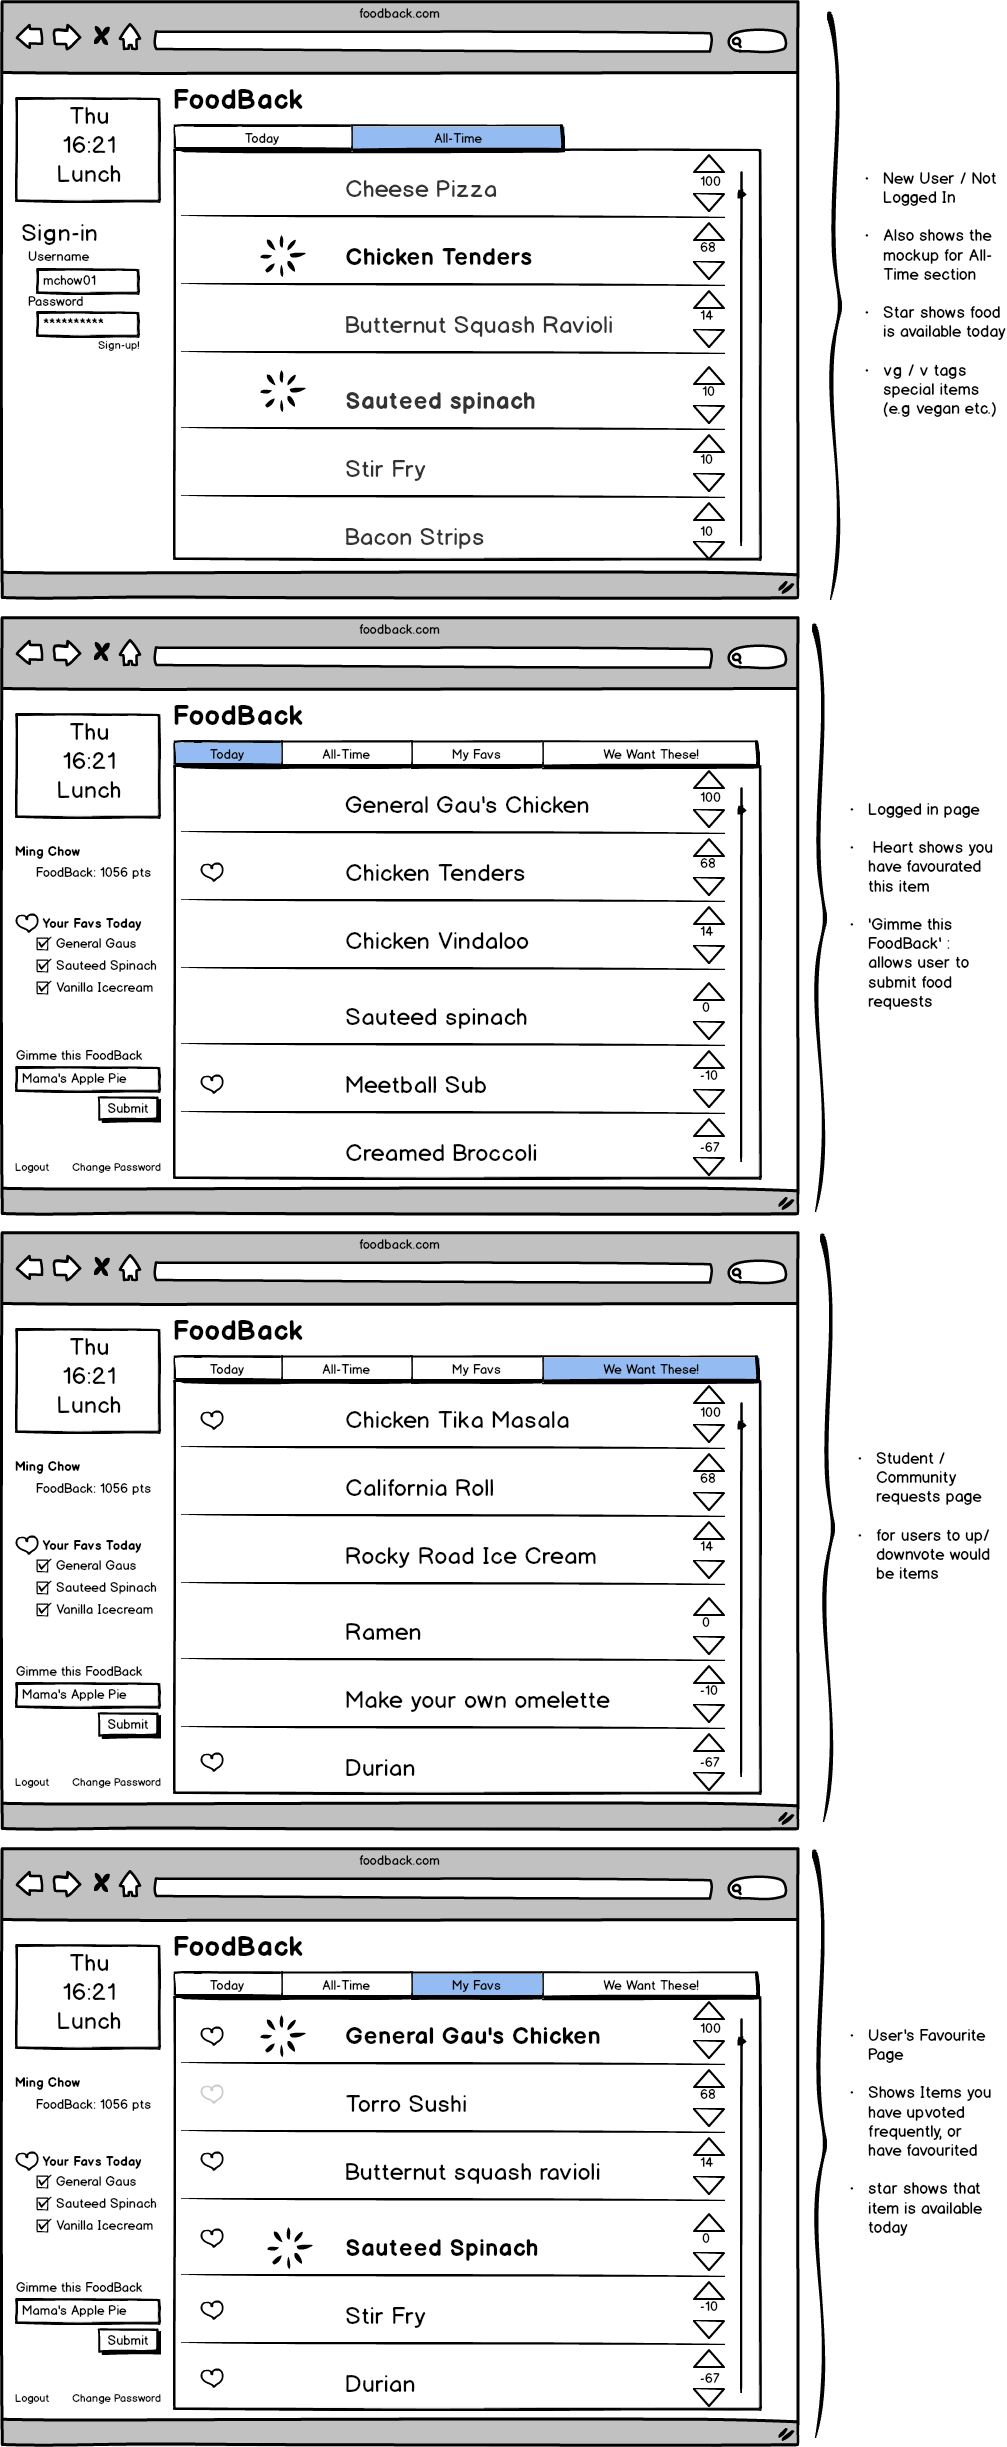 foodback.com
FoodBack
Thu
16:21
Lunch
Sign-in
Username
mchow01
Password
**********
Sign-up!
Today
All-Time
Cheese Pizza
100
Chicken Tenders
68
Butternut Squash Ravioli
14
Sauteed spinach
10
Stir Fry
10
Bacon Strips
10
· New User / Not
Logged In
· Also shows the
mockup for All-
Time section
· Star shows food
is available today
· vg / v tags
special items
(e.g vegan etc.)
foodback.com
FoodBack
Thu
16:21
Lunch
Ming Chow
FoodBack: 1056 pts
Your Favs Today
General Gaus
Sauteed Spinach
Vanilla Icecream
Gimme this FoodBack
Mama's Apple Pie
Submit
Logout
Change Password
Today
All-Time
My Favs
We Want These!
General Gau's Chicken
100
Chicken Tenders
68
Chicken Vindaloo
14
Sauteed spinach
0
Meetball Sub
-10
Creamed Broccoli
-67
· Logged in page
· Heart shows you
have favourated
this item
· 'Gimme this
FoodBack' :
allows user to
submit food
requests
foodback.com
FoodBack
Thu
16:21
Lunch
Ming Chow
FoodBack: 1056 pts
Your Favs Today
General Gaus
Sauteed Spinach
Vanilla Icecream
Gimme this FoodBack
Mama's Apple Pie
Submit
Logout
Change Password
Today
All-Time
My Favs
We Want These!
Chicken Tika Masala
100
California Roll
68
Rocky Road Ice Cream
14
Ramen
0
Make your own omelette
-10
Durian
-67
· Student /
Community
requests page
· for users to up/
downvote would
be items
foodback.com
FoodBack
Thu
16:21
Lunch
Ming Chow
FoodBack: 1056 pts
Your Favs Today
General Gaus
Sauteed Spinach
Vanilla Icecream
Gimme this FoodBack
Mama's Apple Pie
Submit
Logout
Change Password
Today
All-Time
My Favs
We Want These!
General Gau's Chicken
100
Torro Sushi
68
Butternut squash ravioli
14
Sauteed Spinach
0
Stir Fry
-10
Durian
-67
· User's Favourite
Page
· Shows Items you
have upvoted
frequently, or
have favourited
· star shows that
item is available
today